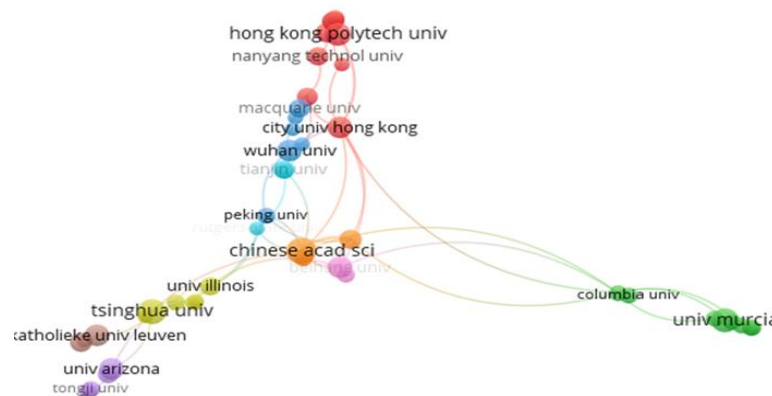 hong kong polytech univ
nanyang technol univ
macquarie univ
city univ hong kong
wuhan univ
tianjin univ
peking univ
rutgers
chinese acad sci
beihang univ
univ illinois
columbia univ
tsinghua univ
univ murcia
katholieke univ leuven
univ arizona
tongji univ